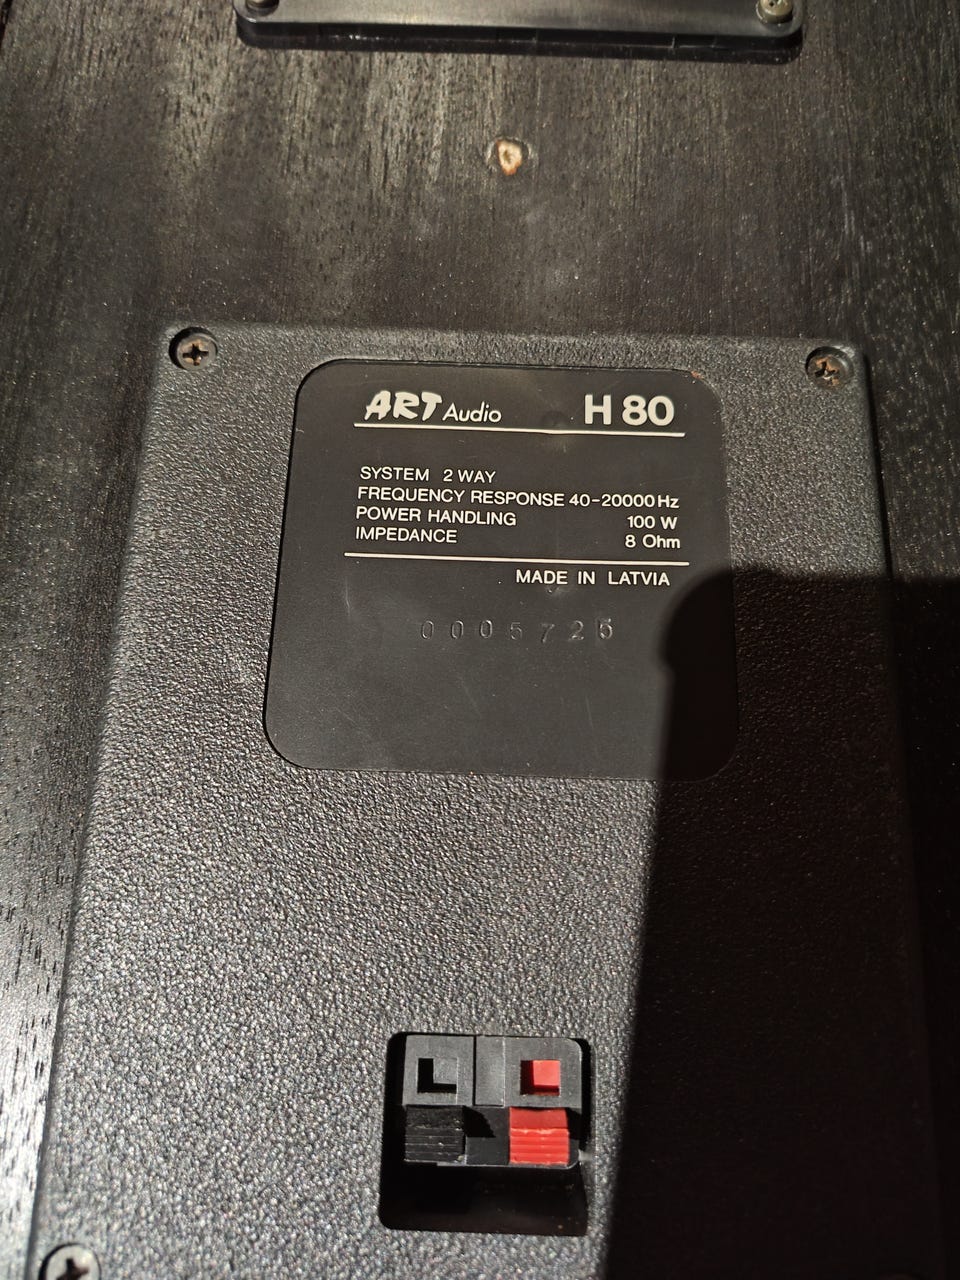 ART Audio H 80
SYSTEM 2 WAY
FREQUENCY RESPONSE 40-20000 Hz
POWER HANDLING 100 W
IMPEDANCE 8 Ohm
MADE IN LATVIA
0005725